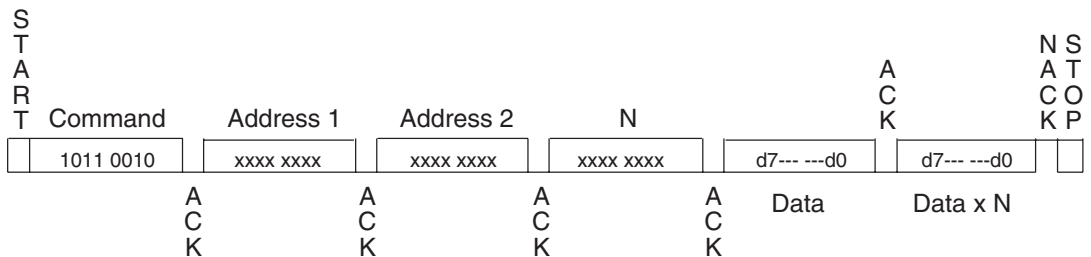 START
Command
Address 1
Address 2
N
ACK
NACK
STOP
1011 0010
xxxx xxxx
xxxx xxxx
xxxx xxxx
d7--- ---d0
d7--- ---d0
ACK
ACK
ACK
ACK
Data
Data x N